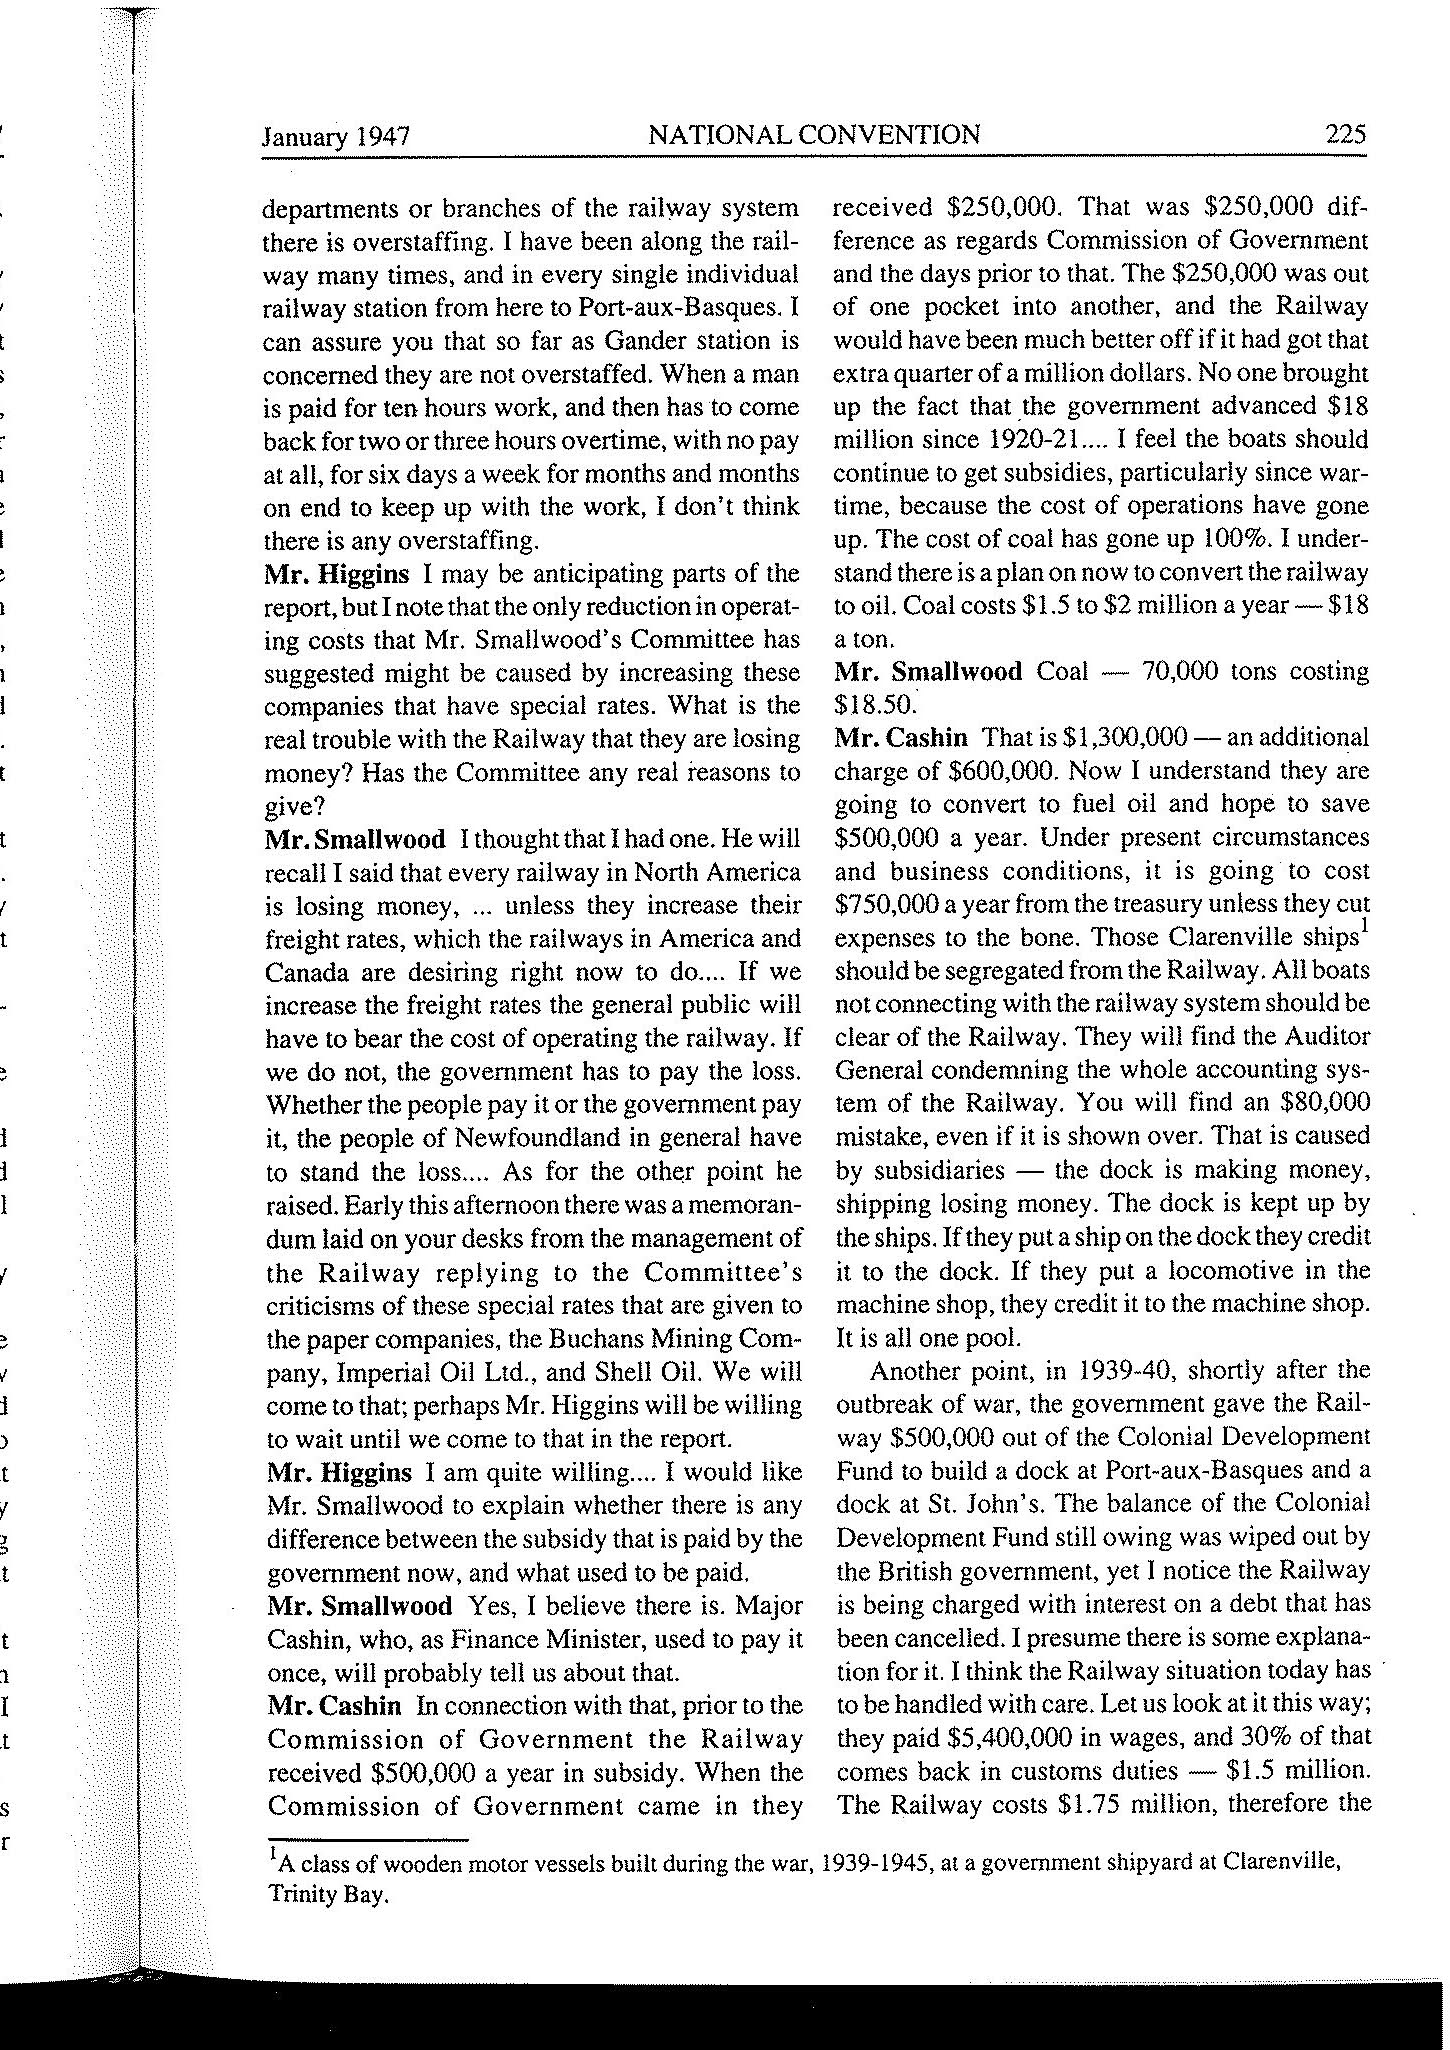 January 1947 NATIONAL CONVENTION 225
departments or branches of the railway system
there is overstaffing. I have been along the rail-
way many times, and in every single individual
railway station from here to Port-aux-Basques. I
can assure you that so far as Gander station is
concerned they are not overstaffed. When a man
is paid for ten hours work, and then has to come
back for two or three hours overtime, with no pay
at all, for six days a week for months and months
on end to keep up with the work, I don't think
there is any overstaffing.
Mr. Higgins I may be anticipating parts of the
report, but I note that the only reduction in operat-
ing costs that Mr. Smallwood's Committee has
suggested might be caused by increasing these
companies that have special rates. What is the
real trouble with the Railway that they are losing
money? Has the Committee any real reasons to
give?
Mr. Smallwood I thought that I had one. He will
recall I said that every railway in North America
is losing money, ... unless they increase their
freight rates, which the railways in America and
Canada are desiring right now to do.... If we
increase the freight rates the general public will
have to bear the cost of operating the railway. If
we do not, the government has to pay the loss.
Whether the people pay it or the government pay
it, the people of Newfoundland in general have
to stand the loss.... As for the other point he
raised. Early this afternoon there was a memoran-
dum laid on your desks from the management of
the Railway replying to the Committee's
criticisms of these special rates that are given to
the paper companies, the Buchans Mining Com-
pany, Imperial Oil Ltd., and Shell Oil. We will
come to that; perhaps Mr. Higgins will be willing
to wait until we come to that in the report.
Mr. Higgins I am quite willing.... I would like
Mr. Smallwood to explain whether there is any
difference between the subsidy that is paid by the
government now, and what used to be paid.
Mr. Smallwood Yes, I believe there is. Major
Cashin, who, as Finance Minister, used to pay it
once, will probably tell us about that.
Mr. Cashin In connection with that, prior to the
Commission of Government the Railway
received $500,000 a year in subsidy. When the
Commission of Government came in they
received $250,000. That was $250,000 dif-
ference as regards Commission of Government
and the days prior to that. The $250,000 was out
of one pocket into another, and the Railway
would have been much better off if it had got that
extra quarter of a million dollars. No one brought
up the fact that the government advanced $18
million since 1920-21.... I feel the boats should
continue to get subsidies, particularly since war-
time, because the cost of operations have gone
up. The cost of coal has gone up 100%. I under-
stand there is a plan on now to convert the railway
to oil. Coal costs $1.5 to $2 million a year — $18
a ton.
Mr. Smallwood Coal — 70,000 tons costing
$18.50.
Mr. Cashin That is $1,300,000 — an additional
charge of $600,000. Now I understand they are
going to convert to fuel oil and hope to save
$500,000 a year. Under present circumstances
and business conditions, it is going to cost
$750,000 a year from the treasury unless they cut
expenses to the bone. Those Clarenville ships1
should be segregated from the Railway. All boats
not connecting with the railway system should be
clear of the Railway. They will find the Auditor
General condemning the whole accounting sys-
tem of the Railway. You will find an $80,000
mistake, even if it is shown over. That is caused
by subsidiaries — the dock is making money,
shipping losing money. The dock is kept up by
the ships. If they put a ship on the dock they credit
it to the dock. If they put a locomotive in the
machine shop, they credit it to the machine shop.
It is all one pool.
Another point, in 1939-40, shortly after the
outbreak of war, the government gave the Rail-
way $500,000 out of the Colonial Development
Fund to build a dock at Port-aux-Basques and a
dock at St. John's. The balance of the Colonial
Development Fund still owing was wiped out by
the British government, yet I notice the Railway
is being charged with interest on a debt that has
been cancelled. I presume there is some explana-
tion for it. I think the Railway situation today has
to be handled with care. Let us look at it this way;
they paid $5,400,000 in wages, and 30% of that
comes back in customs duties — $1.5 million.
The Railway costs $1.75 million, therefore the
1A class of wooden motor vessels built during the war, 1939-1945, at a government shipyard at Clarenville,
Trinity Bay.